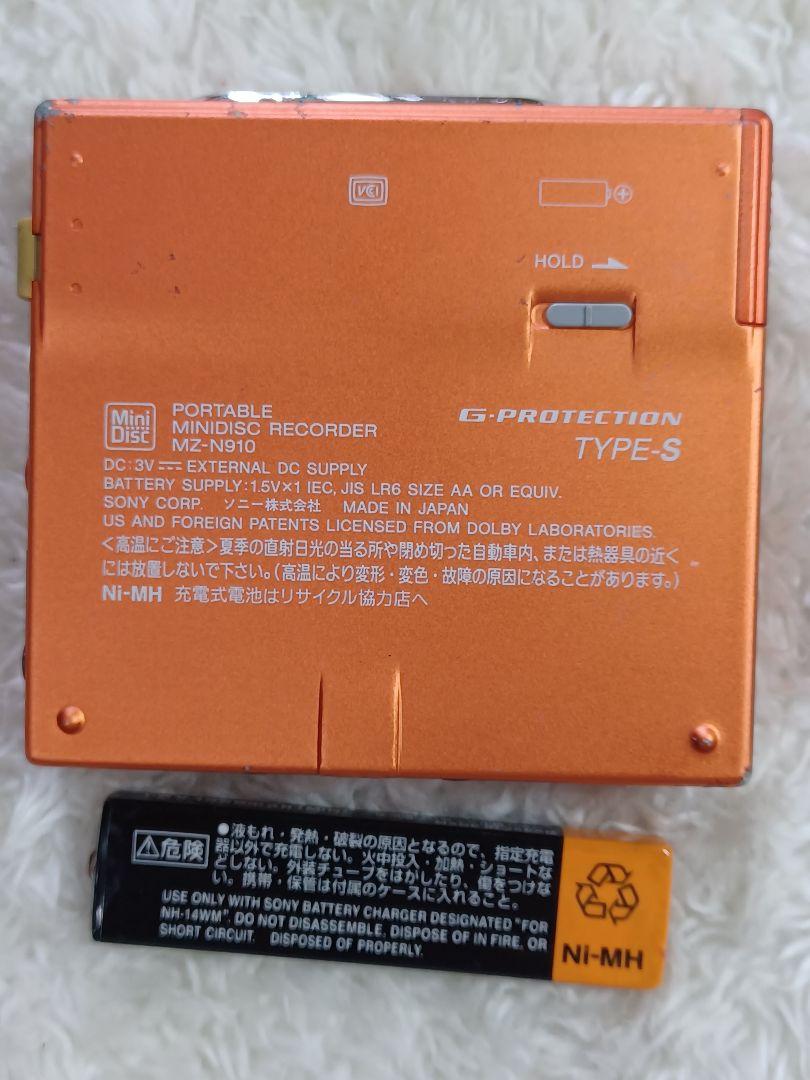 VCI
HOLD
Mini Disc
PORTABLE
MINIDISC RECORDER
MZ-N910
G-PROTECTION
TYPE-S
DC:3V⎓EXTERNAL DC SUPPLY
BATTERY SUPPLY:1.5V×1 IEC, JIS LR6 SIZE AA OR EQUIV.
SONY CORP. ソニー株式会社 MADE IN JAPAN
US AND FOREIGN PATENTS LICENSED FROM DOLBY LABORATORIES.
<高温にご注意>夏季の直射日光の当る所や閉め切った自動車内、または熱器具の近く
には放置しないで下さい。(高温により変形・変色・故障の原因になることがあります。)
Ni-MH 充電式電池はリサイクル協力店へ
⚠危険
●液もれ・発熱・破裂の原因となるので、指定充電
器以外で充電しない。火中投入・加熱・ショートな
どしない。外装チューブをはがしたり、傷をつけな
い。携帯・保管は付属のケースに入れること。
USE ONLY WITH SONY BATTERY CHARGER DESIGNATED "FOR
NH-14WM". DO NOT DISASSEMBLE, DISPOSE OF IN FIRE, OR
SHORT CIRCUIT. DISPOSED OF PROPERLY.
Ni-MH